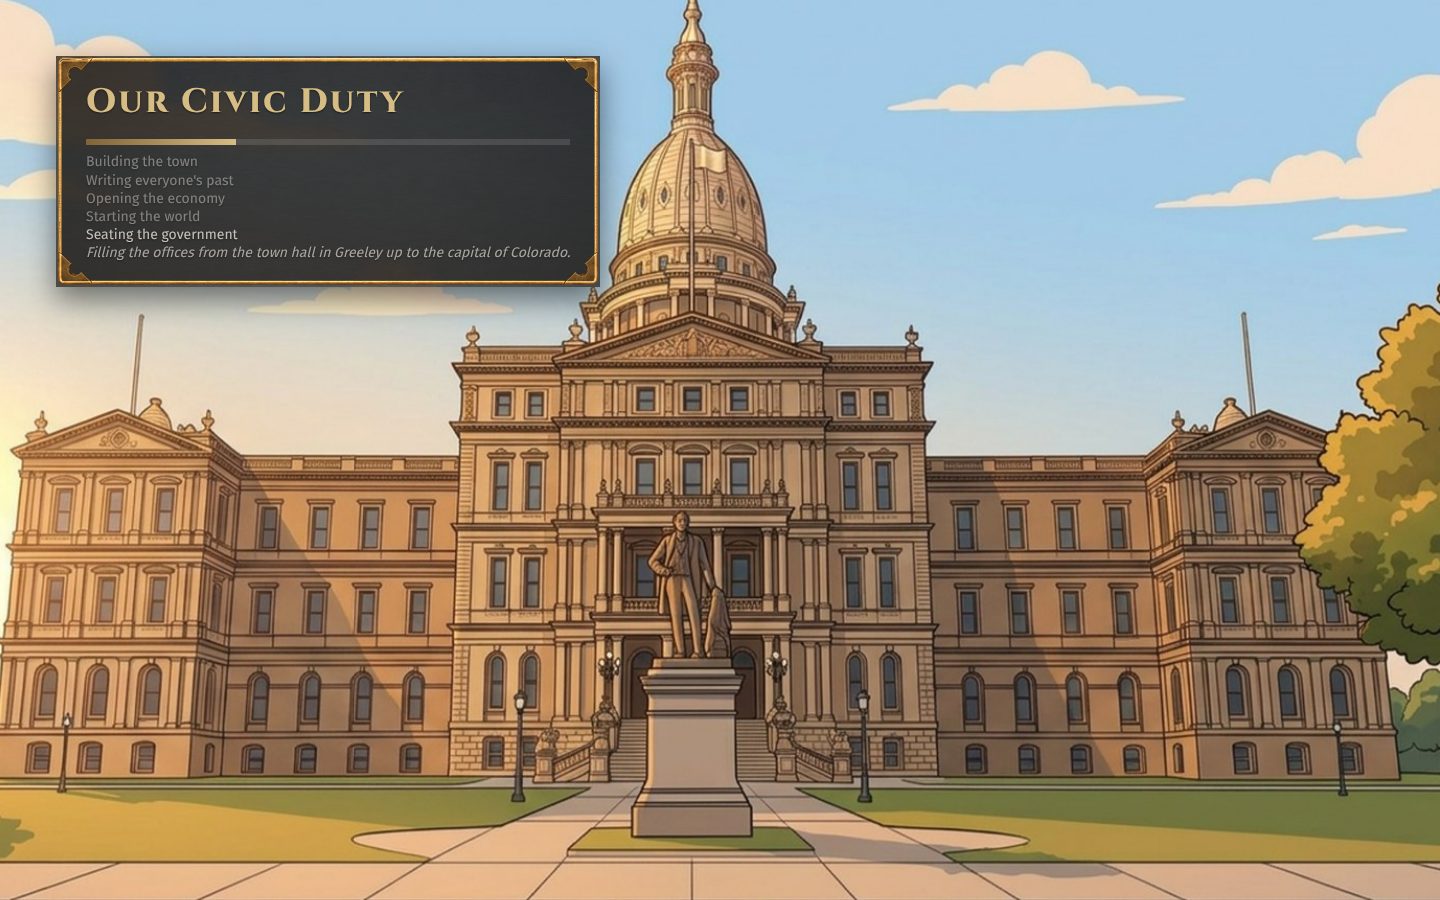 Our Civic Duty
Building the town
Writing everyone's past
Opening the economy
Starting the world
Seating the government
Filling the offices from the town hall in Greeley up to the capital of Colorado.